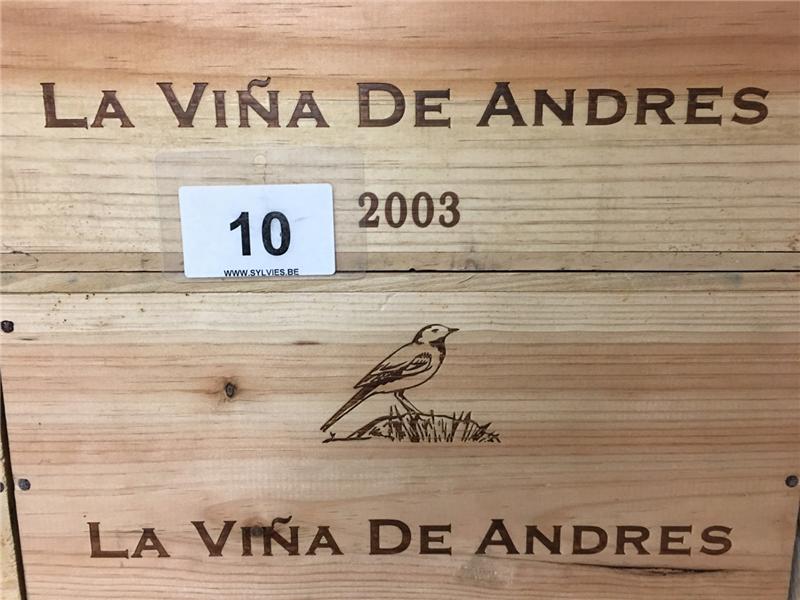 LA VIÑA DE ANDRES
2003
10
WWW.SYLVIES.BE
LA VIÑA DE ANDRES